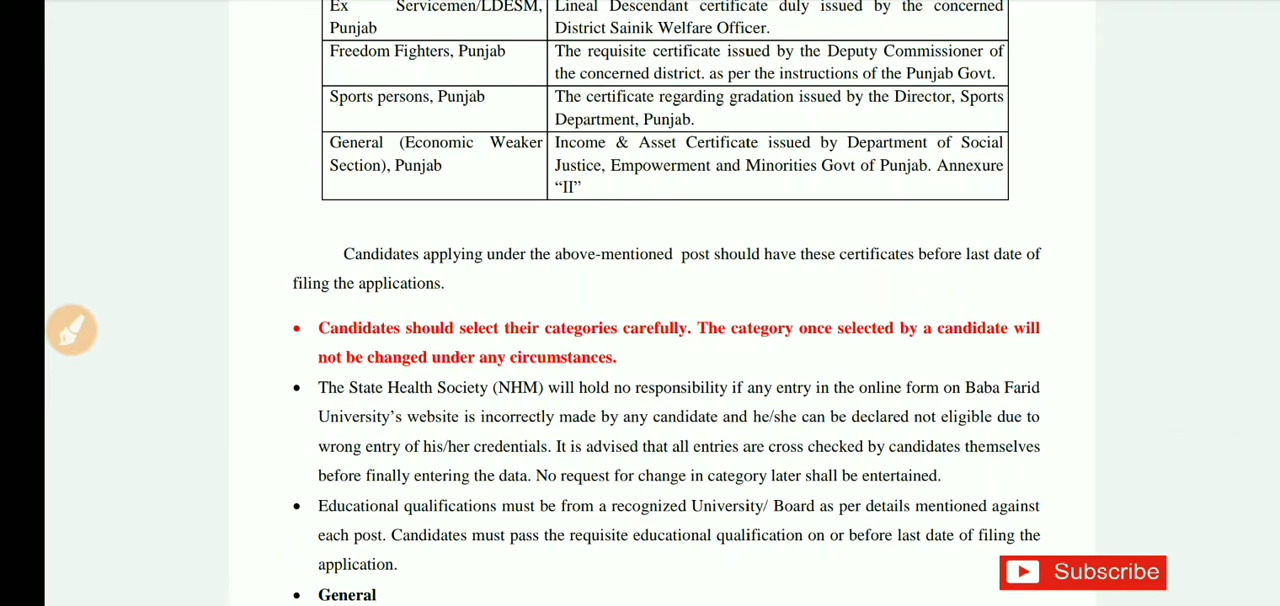 Ex Servicemen/LDESM,
Punjab
Lineal Descendant certificate duly issued by the concerned
District Sainik Welfare Officer.
Freedom Fighters, Punjab
The requisite certificate issued by the Deputy Commissioner of
the concerned district. as per the instructions of the Punjab Govt.
Sports persons, Punjab
The certificate regarding gradation issued by the Director, Sports
Department, Punjab.
General (Economic Weaker
Section), Punjab
Income & Asset Certificate issued by Department of Social
Justice, Empowerment and Minorities Govt of Punjab. Annexure
“II”
Candidates applying under the above-mentioned post should have these certificates before last date of
filing the applications.
• Candidates should select their categories carefully. The category once selected by a candidate will
not be changed under any circumstances.
• The State Health Society (NHM) will hold no responsibility if any entry in the online form on Baba Farid
University’s website is incorrectly made by any candidate and he/she can be declared not eligible due to
wrong entry of his/her credentials. It is advised that all entries are cross checked by candidates themselves
before finally entering the data. No request for change in category later shall be entertained.
• Educational qualifications must be from a recognized University/ Board as per details mentioned against
each post. Candidates must pass the requisite educational qualification on or before last date of filing the
application.
• General
Subscribe